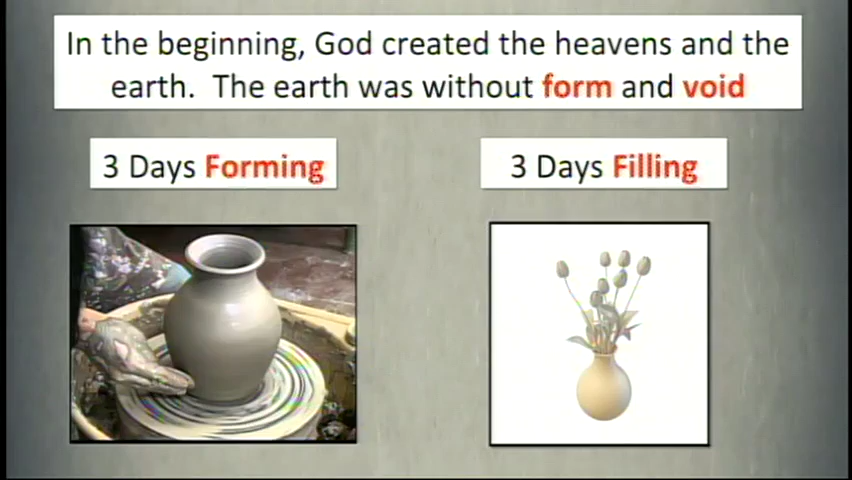 In the beginning, God created the heavens and the
earth. The earth was without form and void
3 Days Forming
3 Days Filling